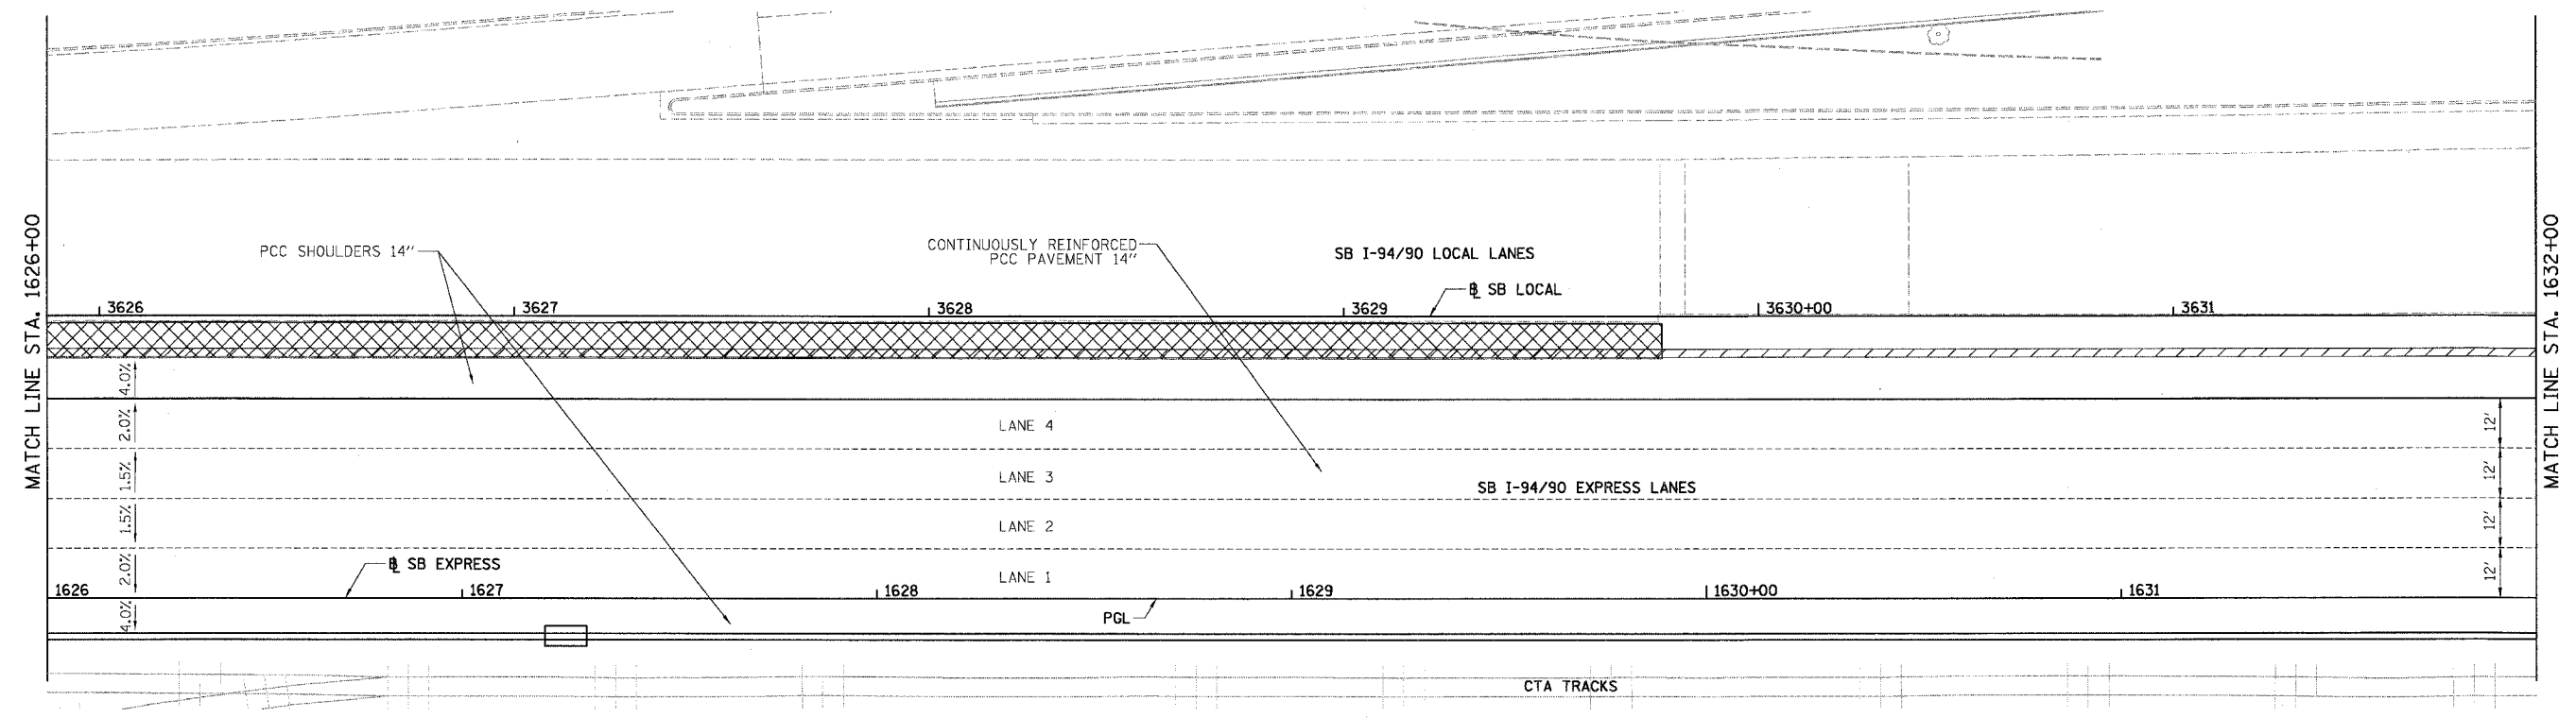 MATCH LINE STA. 1626+00
MATCH LINE STA. 1632+00
PCC SHOULDERS 14"
CONTINUOUSLY REINFORCED
PCC PAVEMENT 14"
SB I-94/90 LOCAL LANES
℄ SB LOCAL
3626
3627
3628
3629
3630+00
3631
4.0%
2.0%
1.5%
1.5%
2.0%
4.0%
LANE 4
LANE 3
LANE 2
LANE 1
SB I-94/90 EXPRESS LANES
12'
12'
12'
12'
℄ SB EXPRESS
1626
1627
1628
1629
1630+00
1631
PGL
CTA TRACKS